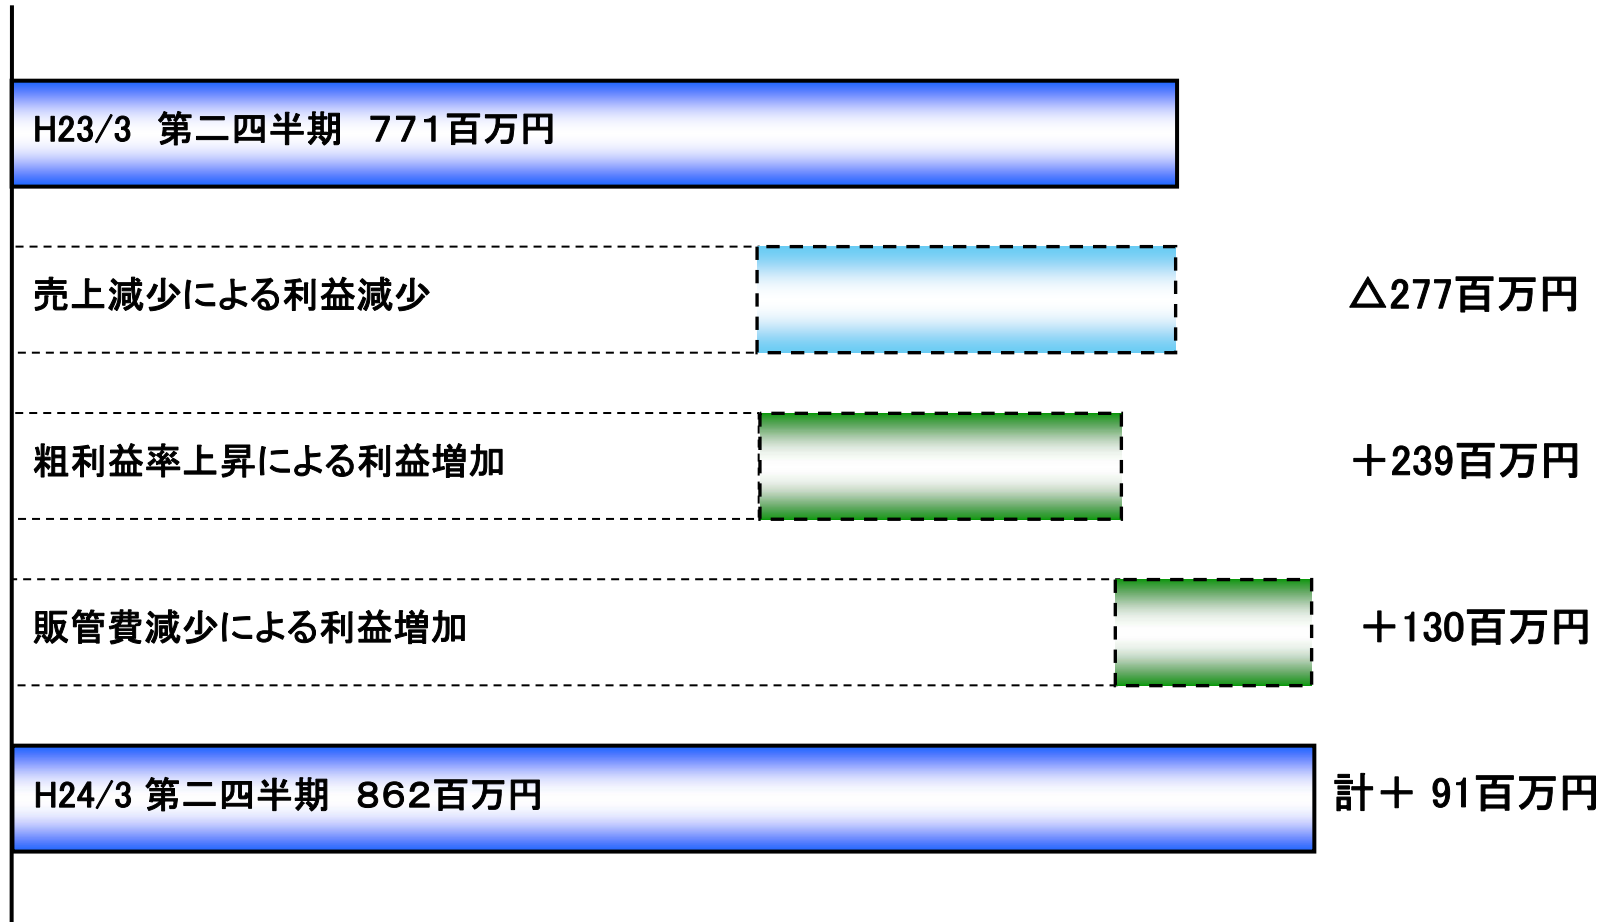 H23/3　第二四半期　７７１百万円
売上減少による利益減少　△277百万円
粗利益率上昇による利益増加　＋239百万円
販管費減少による利益増加　＋130百万円
H24/3 第二四半期　８６２百万円　計＋ 91百万円